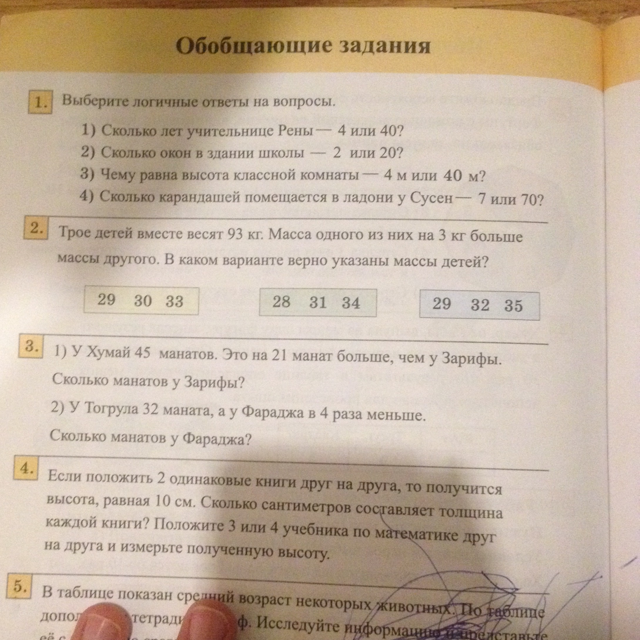 Обобщающие задания
1. Выберите логичные ответы на вопросы.
1) Сколько лет учительнице Рены — 4 или 40?
2) Сколько окон в здании школы — 2 или 20?
3) Чему равна высота классной комнаты — 4 м или 40 м?
4) Сколько карандашей помещается в ладони у Сусен — 7 или 70?
2. Трое детей вместе весят 93 кг. Масса одного из них на 3 кг больше
массы другого. В каком варианте верно указаны массы детей?
29 30 33 28 31 34 29 32 35
3. 1) У Хумай 45 манатов. Это на 21 манат больше, чем у Зарифы.
Сколько манатов у Зарифы?
2) У Тогрула 32 маната, а у Фараджа в 4 раза меньше.
Сколько манатов у Фараджа?
4. Если положить 2 одинаковые книги друг на друга, то получится
высота, равная 10 см. Сколько сантиметров составляет толщина
каждой книги? Положите 3 или 4 учебника по математике друг
на друга и измерьте полученную высоту.
5. В таблице показан средний возраст некоторых животных. По таблице
ф. Исследуйте информацию и представьте